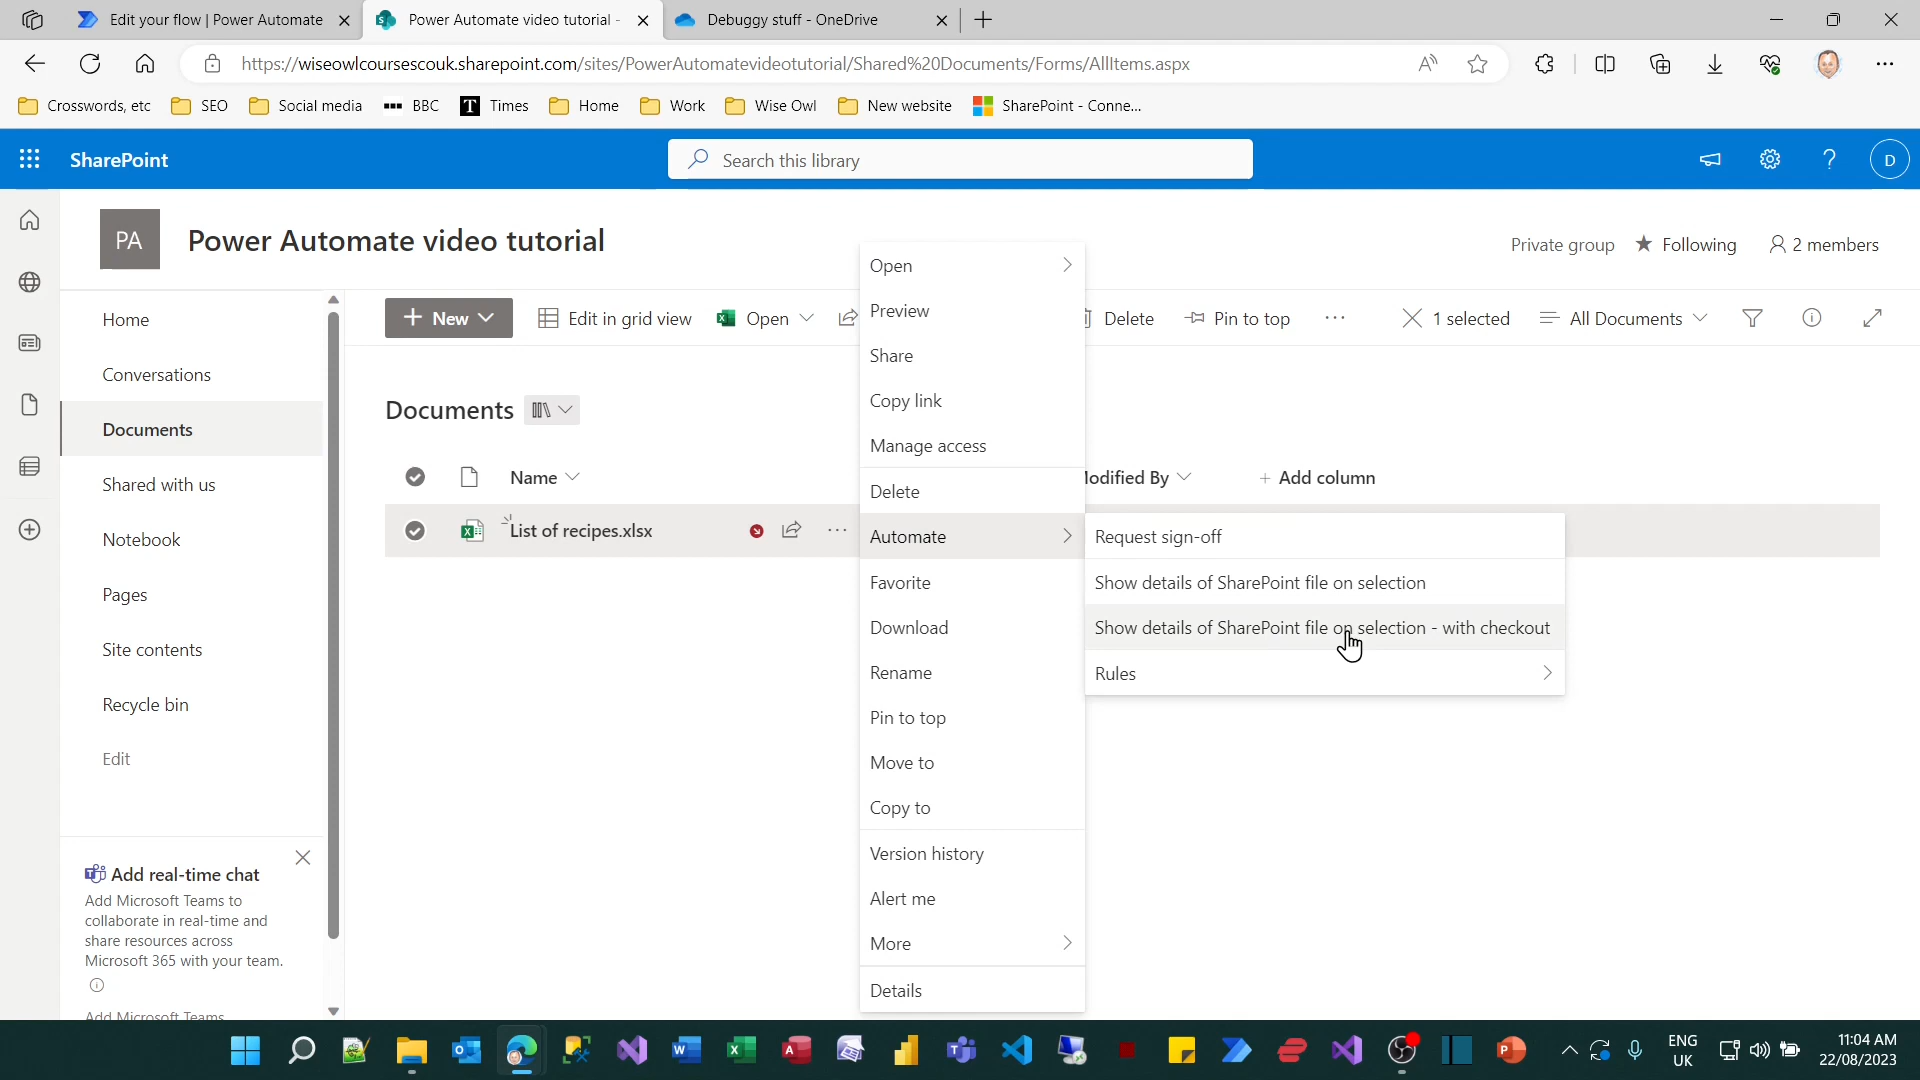 Edit your flow | Power Automate
Power Automate video tutorial -
Debuggy stuff - OneDrive
https://wiseowlcoursescouk.sharepoint.com/sites/PowerAutomatevideotutorial/Shared%20Documents/Forms/AllItems.aspx
Crosswords, etc
SEO
Social media
BBC
T Times
Home
Work
Wise Owl
New website
SharePoint - Conne...
SharePoint
Search this library
D
PA
Power Automate video tutorial
Private group
Following
2 members
Home
Conversations
Documents
Shared with us
Notebook
Pages
Site contents
Recycle bin
Edit
Add real-time chat
Add Microsoft Teams to
collaborate in real-time and
share resources across
Microsoft 365 with your team.
Add Microsoft Teams
New
Edit in grid view
Open
Delete
Pin to top
1 selected
All Documents
Documents
Name
Modified By
Add column
List of recipes.xlsx
Open
Preview
Share
Copy link
Manage access
Delete
Automate
Favorite
Download
Rename
Pin to top
Move to
Copy to
Version history
Alert me
More
Details
Request sign-off
Show details of SharePoint file on selection
Show details of SharePoint file on selection - with checkout
Rules
ENG
UK
11:04 AM
22/08/2023